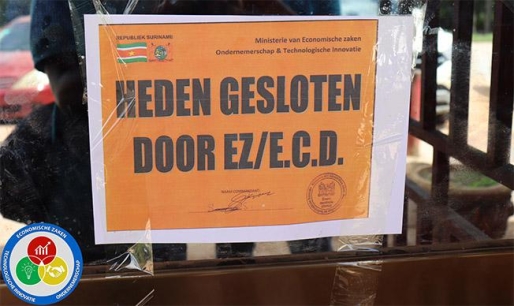 REPUBLIEK SURINAME
Ministerie van Economische zaken
Ondernemerschap & Technologische Innovatie
HEDEN GESLOTEN
DOOR EZ/E.C.D.
ECONOMISCHE ZAKEN
ONDERNEMERSCHAP
TECHNOLOGISCHE INNOVATIE